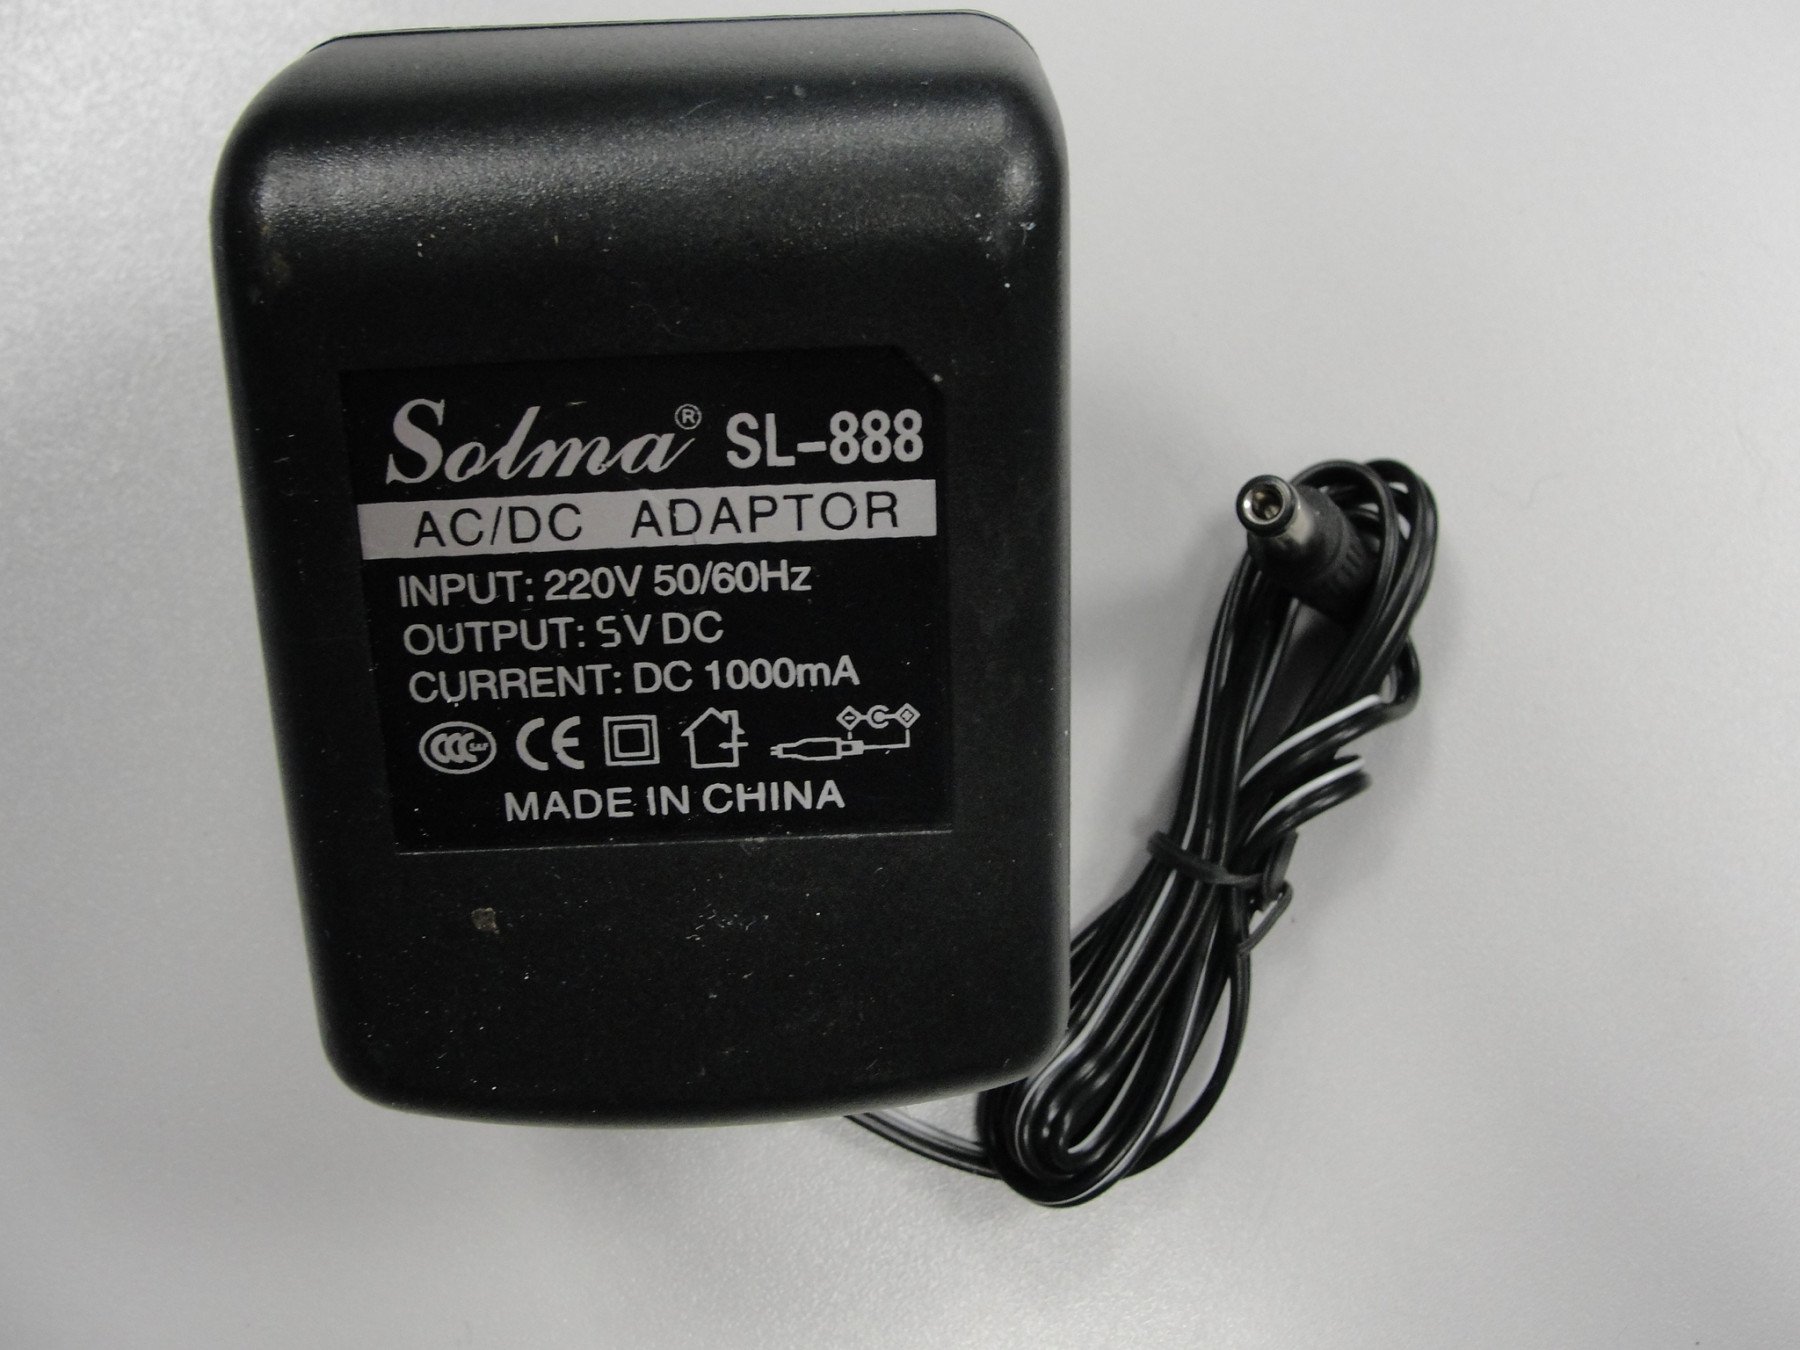 Solma® SL-888
AC/DC ADAPTOR
INPUT: 220V 50/60Hz
OUTPUT: 5V DC
CURRENT: DC 1000mA
CCC S&F CE
MADE IN CHINA